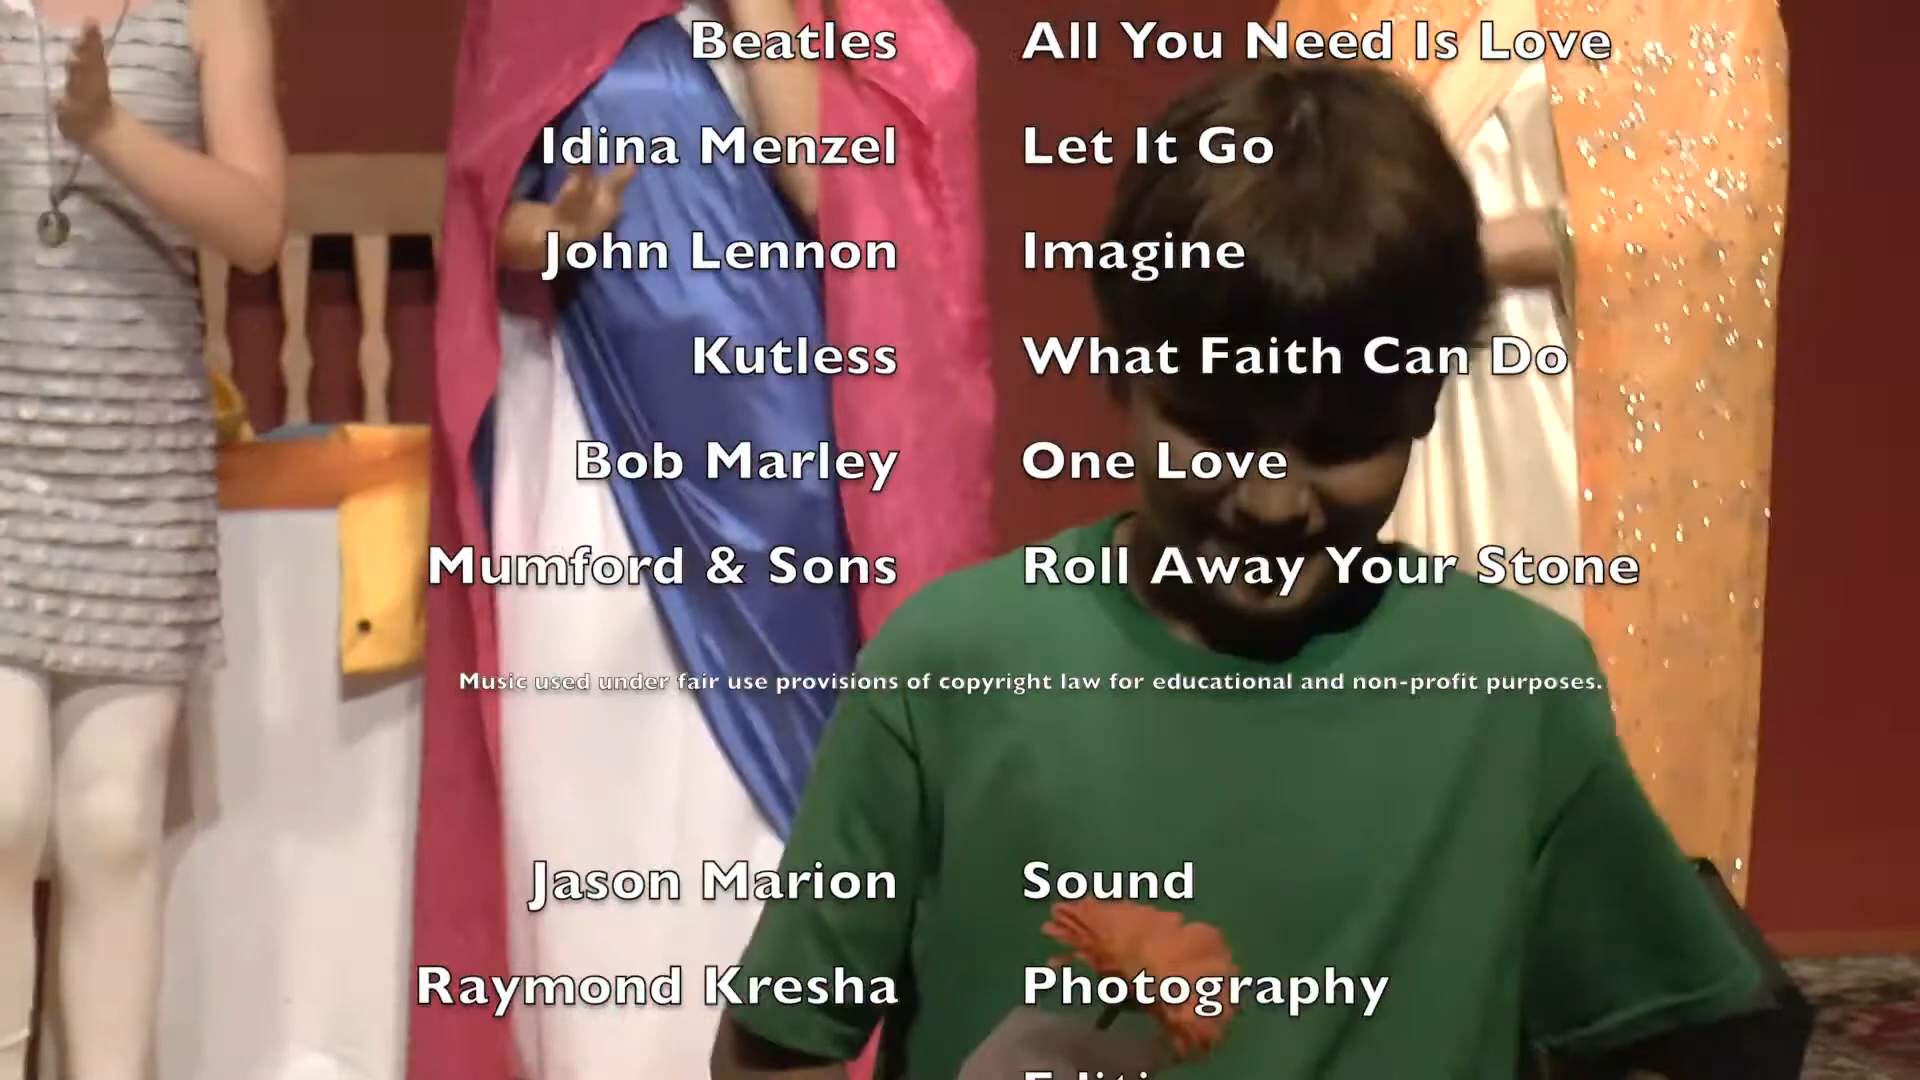 Beatles All You Need Is Love
Idina Menzel Let It Go
John Lennon Imagine
Kutless What Faith Can Do
Bob Marley One Love
Mumford & Sons Roll Away Your Stone
Music used under fair use provisions of copyright law for educational and non-profit purposes.
Jason Marion Sound
Raymond Kresha Photography